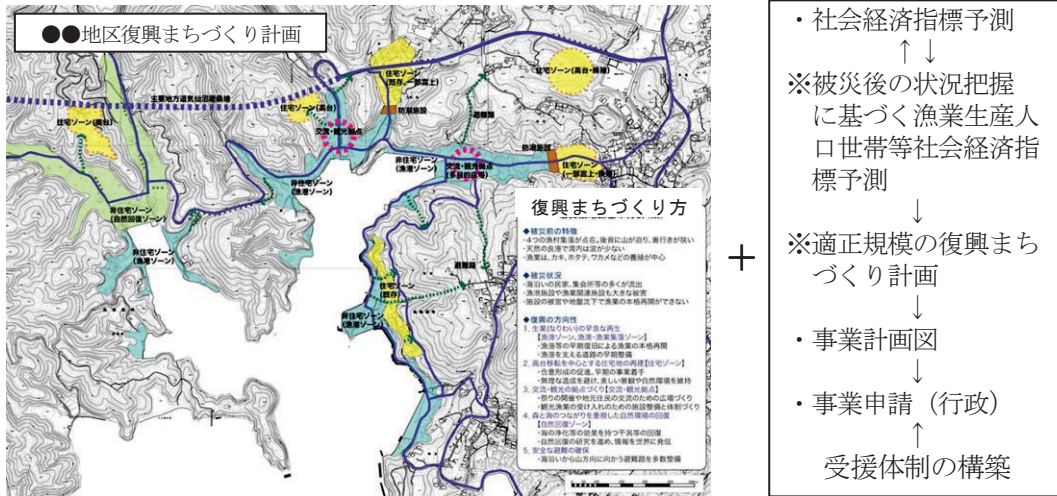 ●●地区復興まちづくり計画
住宅ゾーン
(既存、一部嵩上)
住宅ゾーン(高台・機種)
主要地方道気仙沼唐桑線
防潮施設
避難路
住宅ゾーン(高台)
住宅ゾーン(高台)
交流・観光拠点
防潮施設
非住宅ゾーン
(漁港ゾーン)
非住宅ゾーン
(漁港ゾーン)
交流・観光拠点
(多目的広場)
住宅ゾーン
非住宅ゾーン
(自然回復ゾーン)
非住宅ゾーン
(漁港ゾーン)
避難路
住宅ゾーン
(既存)
非住宅ゾーン
(漁港ゾーン)
復興まちづくり方
◆被災前の特徴
・4つの漁村集落が点在。後背に山が迫り、奥行きが狭い
・天然の良港で湾内は波が少ない
・漁業は、カキ、ホタテ、ワカメなどの養殖が中心
◆被災状況
・海沿いの民家、集会所等の多くが流出
・漁港施設や漁業関連施設も大きな被害
・施設の被害や地盤沈下で漁業の本格再開ができない
◆復興の方向性
1. 生業(なりわい)の早急な再生
【漁港ゾーン、漁港・漁業集落ゾーン】
・漁港等の早期復旧による漁業の本格再開
・漁港を支える道路の早期整備
2. 高台移転を中心とする住宅地の再建【住宅ゾーン】
・合意形成の促進、早期の事業着手
・無理な造成を避け、美しい景観や自然環境を維持
3. 交流・観光の拠点づくり【交流・観光拠点】
・祭りの開催や地元住民の交流のための広場づくり
・観光漁業の受け入れのための施設整備と体制づくり
4. 森と海のつながりを重視した自然環境の回復
【自然回復ゾーン】
・海の浄化等の効果を持つ干潟等の回復
・自然回復の研究を進め、情報を世界に発信
5. 安全な避難の確保
・海沿いから山方向に向かう避難路を多数整備
＋
・社会経済指標予測
↑↓
※被災後の状況把握
に基づく漁業生産人
口世帯等社会経済指
標予測
↓
※適正規模の復興まち
づくり計画
↓
・事業計画図
↓
・事業申請（行政）
↑
受援体制の構築